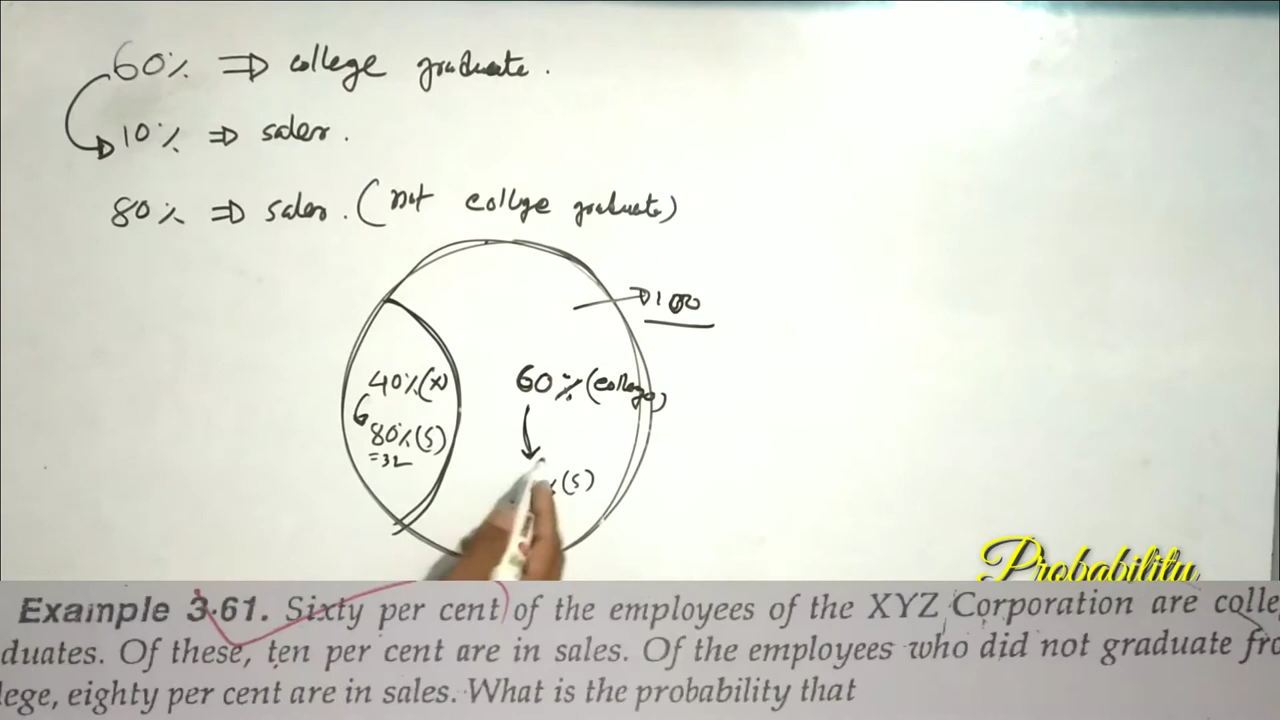 60% ⇒ college graduate.
10% ⇒ sales.
80% ⇒ sales. (not college graduate)
100
40%(x)
60% (college)
80%(S)
=32
%(S)
Probability
Example 3·61. Sixty per cent of the employees of the XYZ Corporation are colle
duates. Of these, ten per cent are in sales. Of the employees who did not graduate fro
lege, eighty per cent are in sales. What is the probability that